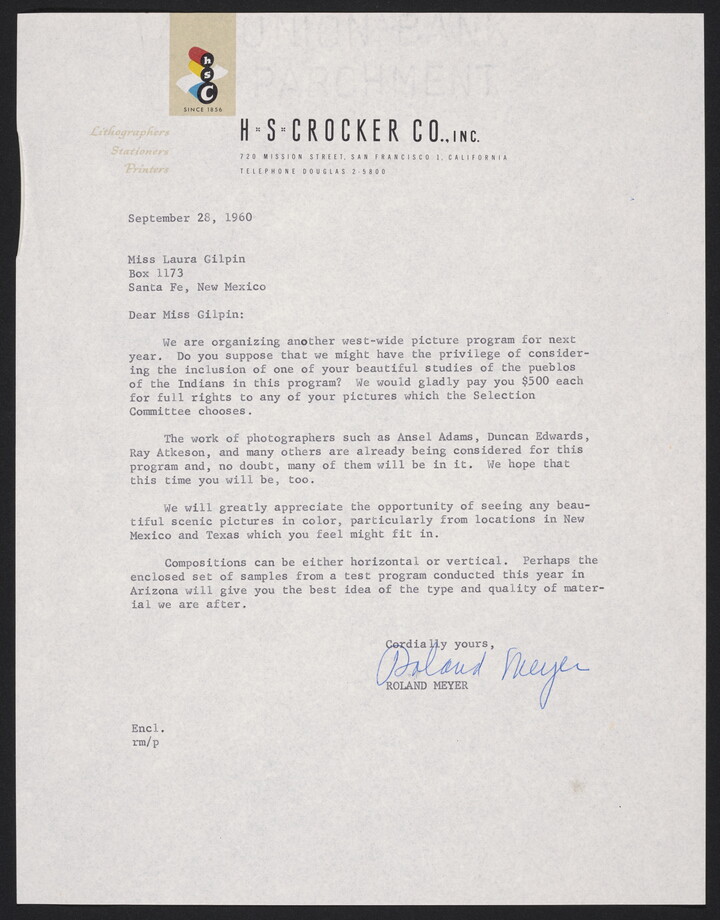 UNION BANK
PARCHMENT
hsc
SINCE 1856
Lithographers
Stationers
Printers
H·S·CROCKER CO., INC.
720 MISSION STREET, SAN FRANCISCO 1, CALIFORNIA
TELEPHONE DOUGLAS 2-5800
September 28, 1960
Miss Laura Gilpin
Box 1173
Santa Fe, New Mexico
Dear Miss Gilpin:
We are organizing another west-wide picture program for next
year. Do you suppose that we might have the privilege of consider-
ing the inclusion of one of your beautiful studies of the pueblos
of the Indians in this program? We would gladly pay you $500 each
for full rights to any of your pictures which the Selection
Committee chooses.
The work of photographers such as Ansel Adams, Duncan Edwards,
Ray Atkeson, and many others are already being considered for this
program and, no doubt, many of them will be in it. We hope that
this time you will be, too.
We will greatly appreciate the opportunity of seeing any beau-
tiful scenic pictures in color, particularly from locations in New
Mexico and Texas which you feel might fit in.
Compositions can be either horizontal or vertical. Perhaps the
enclosed set of samples from a test program conducted this year in
Arizona will give you the best idea of the type and quality of mater-
ial we are after.
Cordially yours,
Roland Meyer
ROLAND MEYER
Encl.
rm/p